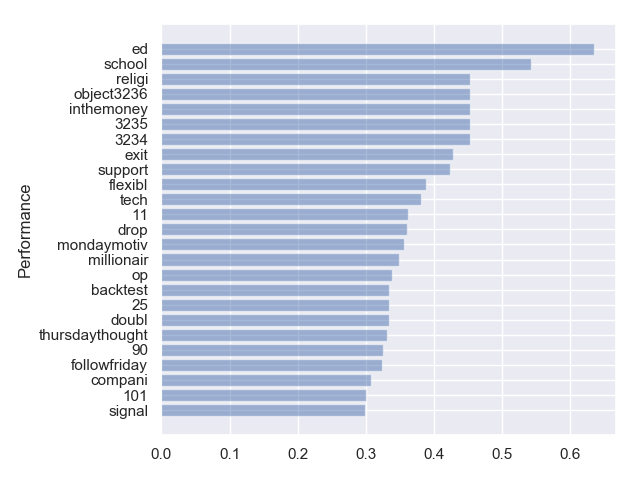 Performance
ed
school
religi
object3236
inthemoney
3235
3234
exit
support
flexibl
tech
11
drop
mondaymotiv
millionair
op
backtest
25
doubl
thursdaythought
90
followfriday
compani
101
signal
0.0 0.1 0.2 0.3 0.4 0.5 0.6